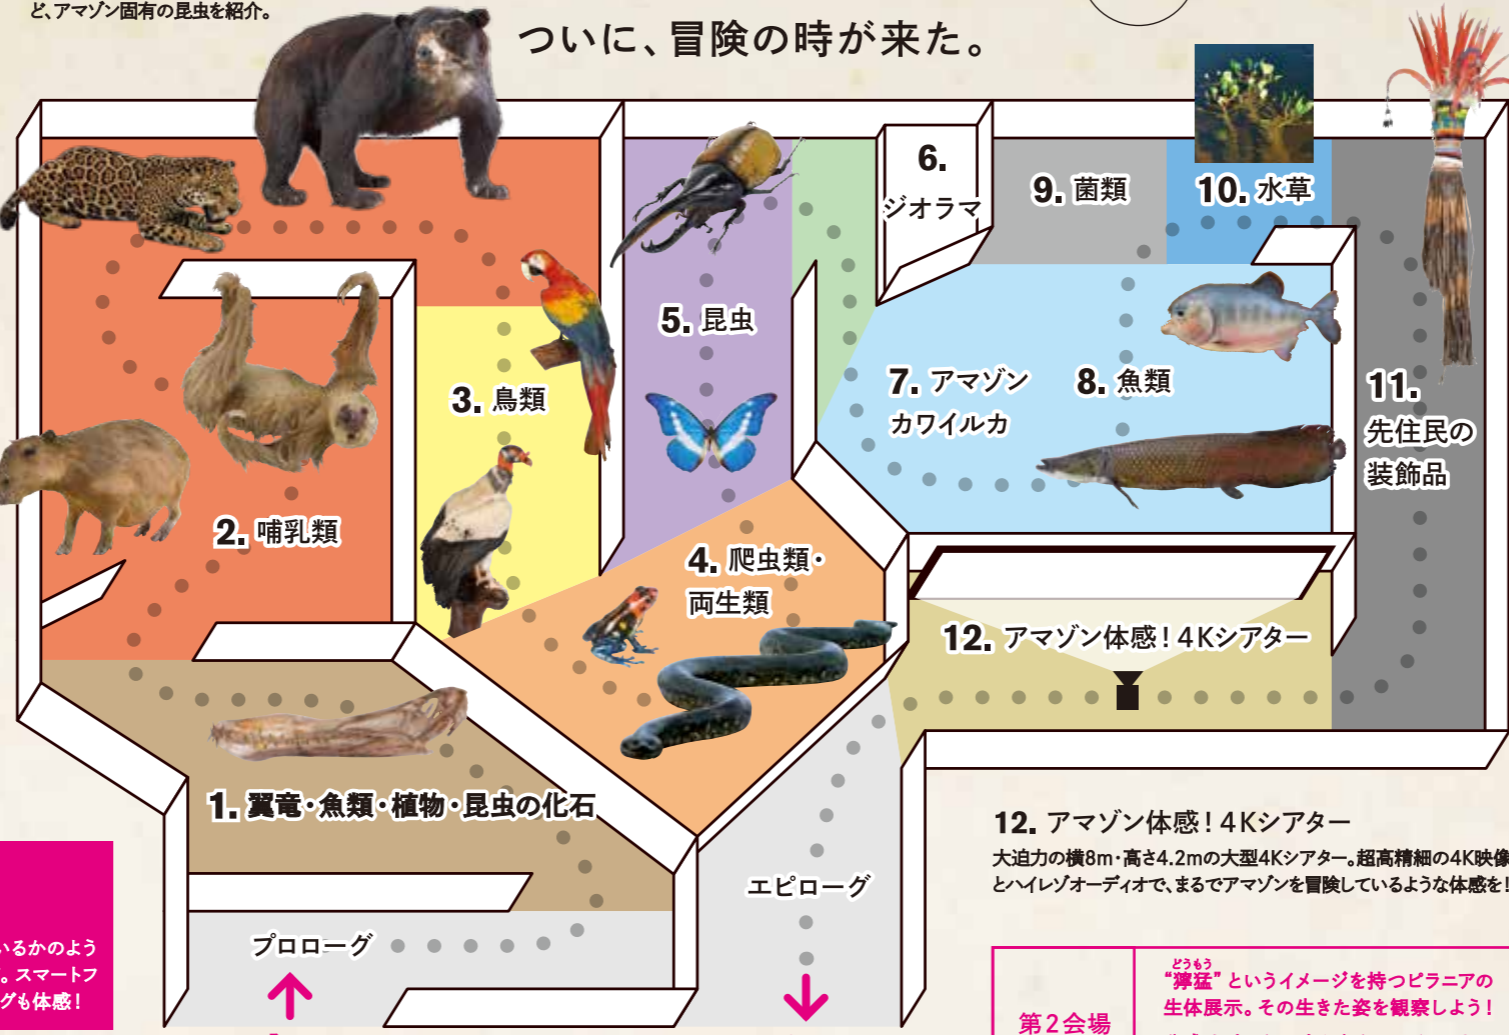 ど、アマゾン固有の昆虫を紹介。
ついに、冒険の時が来た。
6.
ジオラマ
9. 菌類
10. 水草
5. 昆虫
3. 鳥類
7. アマゾン
カワイルカ
8. 魚類
11.
先住民の
装飾品
2. 哺乳類
4. 爬虫類・
両生類
12. アマゾン体感！4Kシアター
1. 翼竜・魚類・植物・昆虫の化石
エピローグ
プロローグ
12. アマゾン体感！4Kシアター
大迫力の横8m・高さ4.2mの大型4Kシアター。超高精細の4K映像
とハイレゾオーディオで、まるでアマゾンを冒険しているような体感を！
いるかのよう
。スマートフ
グも体感！
第2会場
どうもう
“獰猛”というイメージを持つピラニアの
生体展示。その生きた姿を観察しよう！